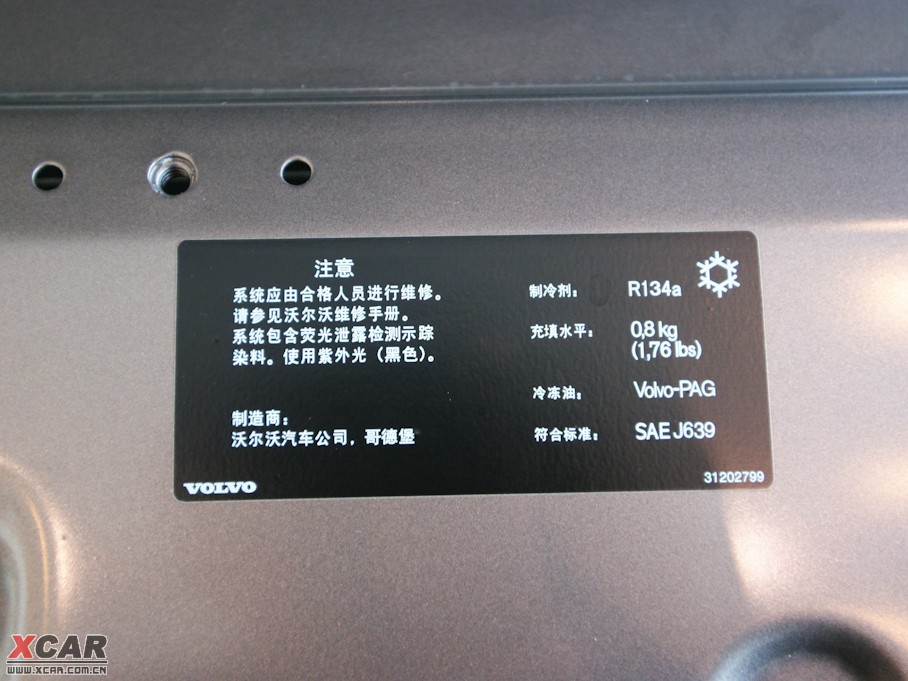 注意
系统应由合格人员进行维修。
请参见沃尔沃维修手册。
系统包含荧光泄露检测示踪
染料。使用紫外光（黑色）。
制造商：
沃尔沃汽车公司，哥德堡
VOLVO
制冷剂： R134a
充填水平： 0,8 kg
(1,76 lbs)
冷冻油： Volvo-PAG
符合标准： SAE J639
31202799
XCAR
WWW.XCAR.COM.CN